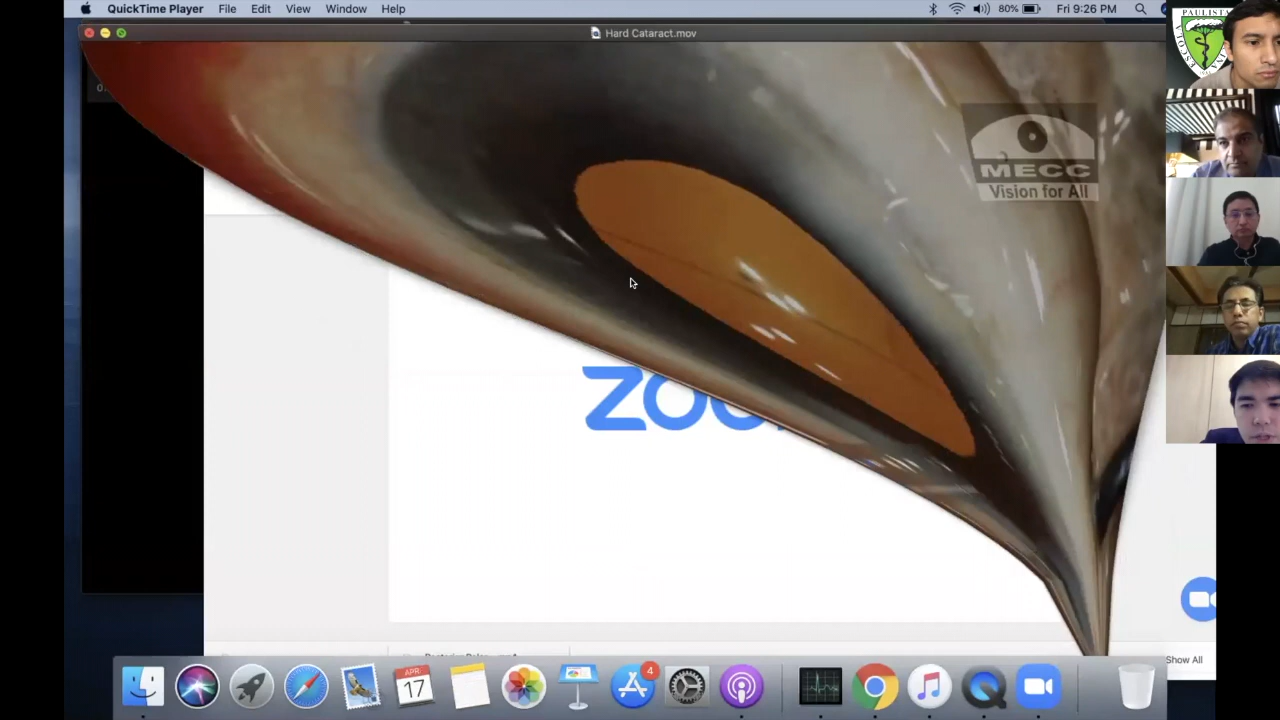 QuickTime Player File Edit View Window Help
80% Fri 9:26 PM
Hard Cataract.mov
PAULISTA
MECC
Vision for All
ZOO
Show All
APR
17
4